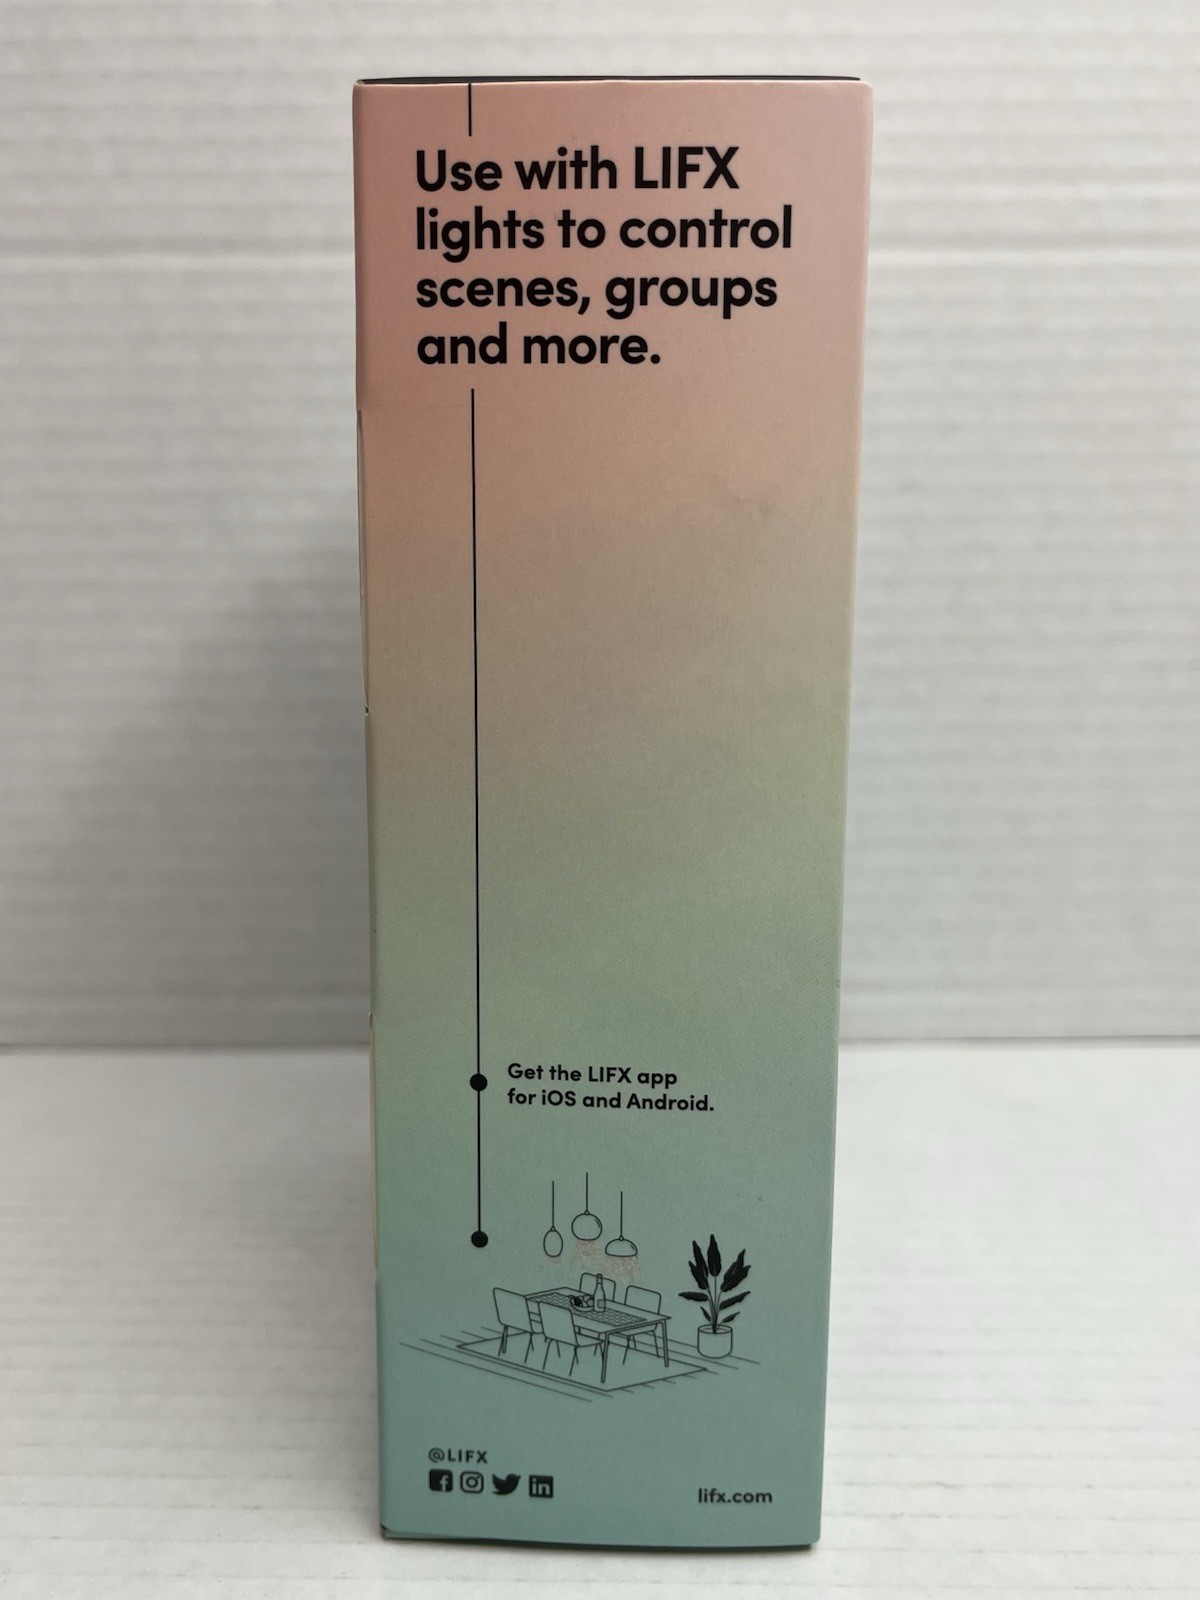 Use with LIFX
lights to control
scenes, groups
and more.
Get the LIFX app
for iOS and Android.
@LIFX
lifx.com